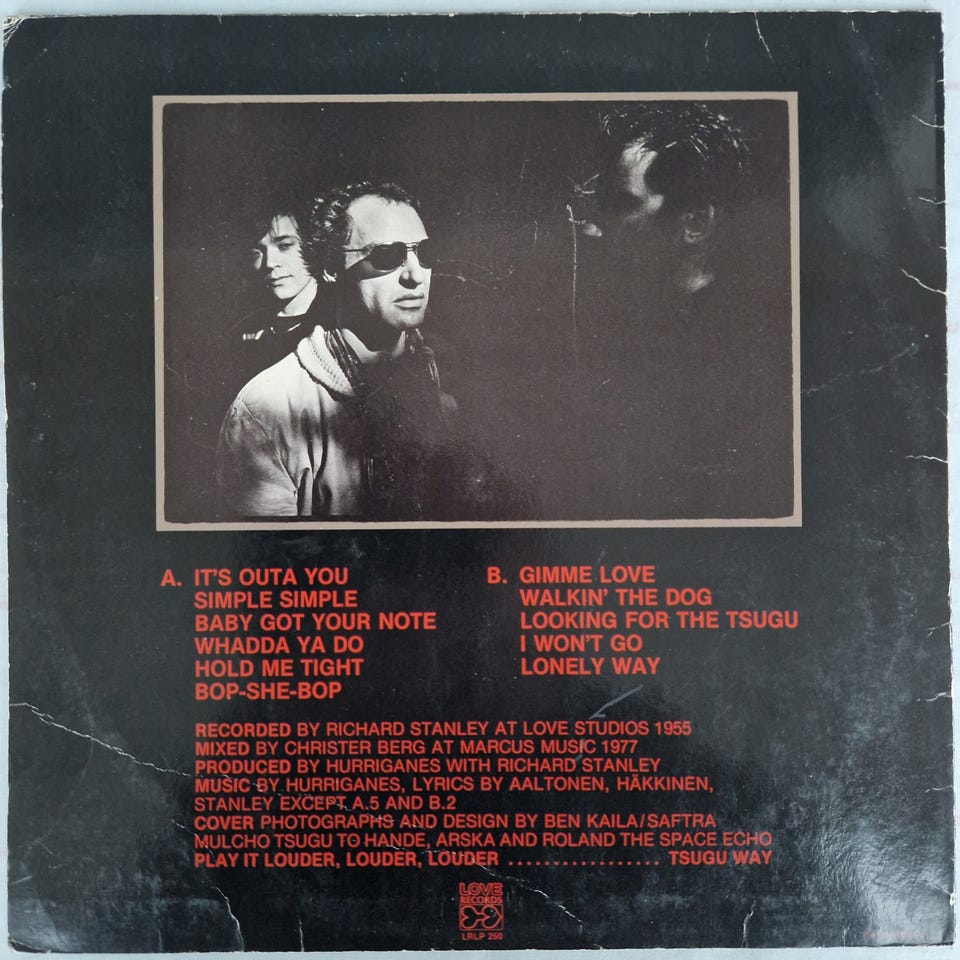 A. IT'S OUTA YOU
SIMPLE SIMPLE
BABY GOT YOUR NOTE
WHADDA YA DO
HOLD ME TIGHT
BOP-SHE-BOP
B. GIMME LOVE
WALKIN' THE DOG
LOOKING FOR THE TSUGU
I WON'T GO
LONELY WAY
RECORDED BY RICHARD STANLEY AT LOVE STUDIOS 1955
MIXED BY CHRISTER BERG AT MARCUS MUSIC 1977
PRODUCED BY HURRIGANES WITH RICHARD STANLEY
MUSIC BY HURRIGANES, LYRICS BY AALTONEN, HÄKKINEN,
STANLEY EXCEPT A.5 AND B.2
COVER PHOTOGRAPHS AND DESIGN BY BEN KAILA/SAFTRA
MULCHO TSUGU TO HANDE, ARSKA AND ROLAND THE SPACE ECHO
PLAY IT LOUDER, LOUDER, LOUDER ................. TSUGU WAY
LOVE
RECORDS
LRLP 250